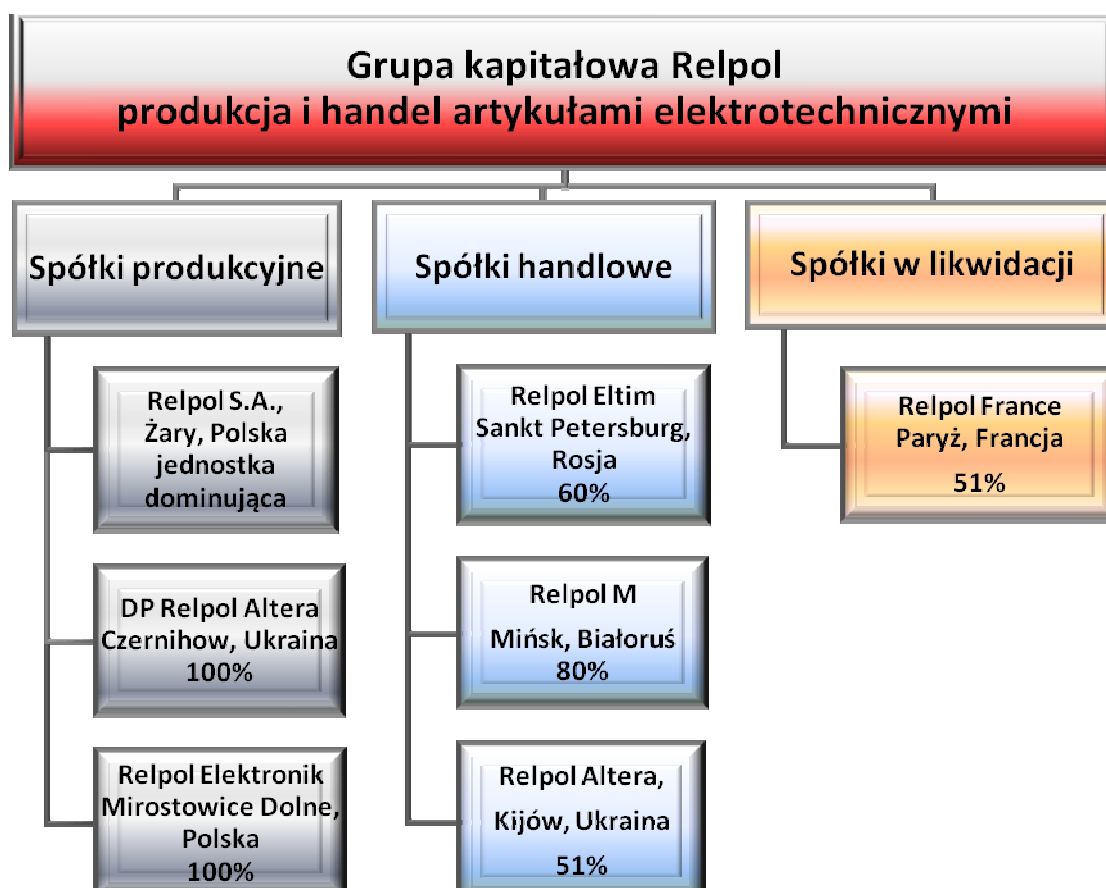 Grupa kapitałowa Relpol
produkcja i handel artykułami elektrotechnicznymi
Spółki produkcyjne
Relpol S.A.,
Żary, Polska
jednostka
dominująca
DP Relpol Altera
Czernihow, Ukraina
100%
Relpol Elektronik
Mirostowice Dolne,
Polska
100%
Spółki handlowe
Relpol Eltim
Sankt Petersburg,
Rosja
60%
Relpol M
Mińsk, Białoruś
80%
Relpol Altera,
Kijów, Ukraina
51%
Spółki w likwidacji
Relpol France
Paryż, Francja
51%